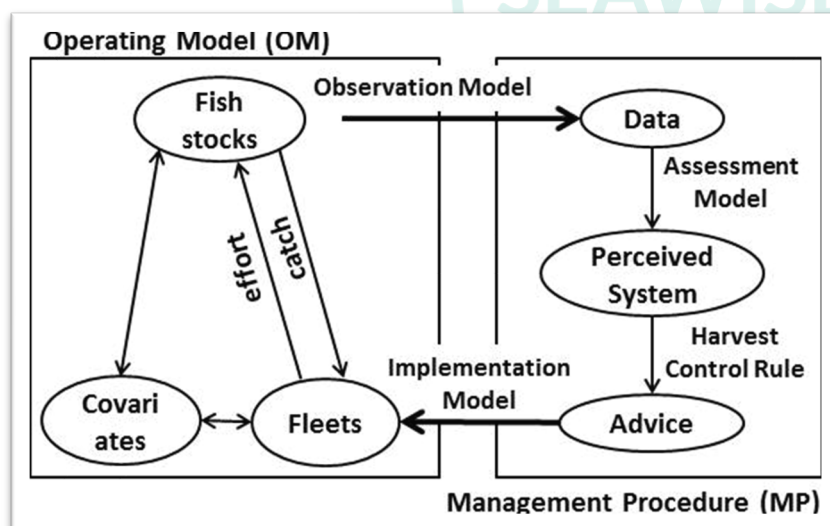 SEAWISE
Operating Model (OM)
Fish
stocks
Observation Model
Data
Assessment
Model
effort
catch
Perceived
System
Harvest
Control Rule
Implementation
Model
Covari
ates
Fleets
Advice
Management Procedure (MP)